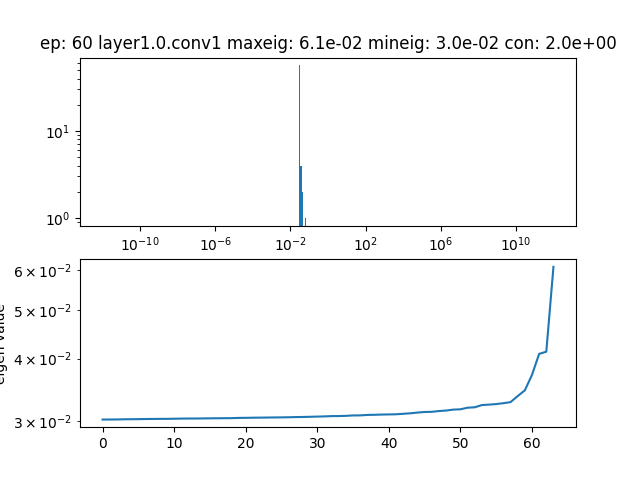 ep: 60 layer1.0.conv1 maxeig: 6.1e-02 mineig: 3.0e-02 con: 2.0e+00
10¹
10⁰
10⁻¹⁰ 10⁻⁶ 10⁻² 10² 10⁶ 10¹⁰
6 × 10⁻²
5 × 10⁻²
4 × 10⁻²
3 × 10⁻²
eigen value
0 10 20 30 40 50 60